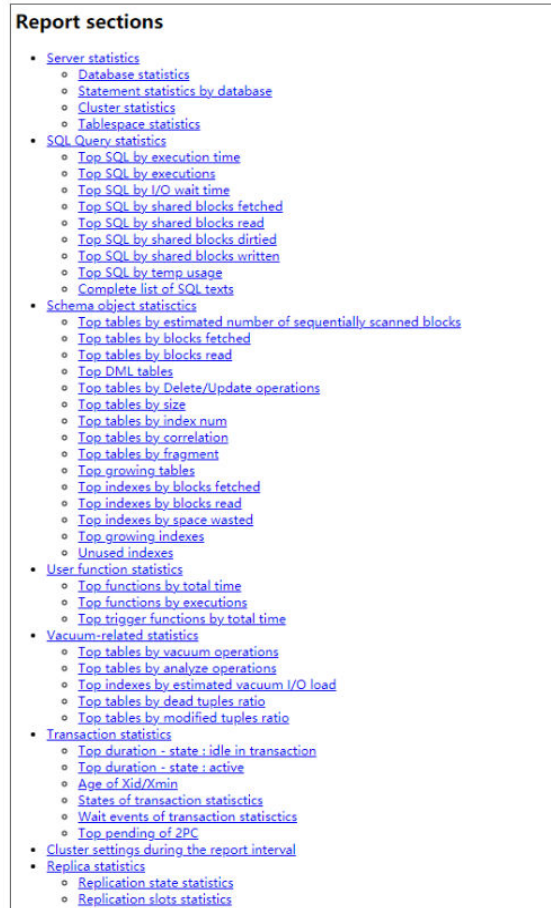 Report sections
Server statistics
Database statistics
Statement statistics by database
Cluster statistics
Tablespace statistics
SQL Query statistics
Top SQL by execution time
Top SQL by executions
Top SQL by I/O wait time
Top SQL by shared blocks fetched
Top SQL by shared blocks read
Top SQL by shared blocks dirtied
Top SQL by shared blocks written
Top SQL by temp usage
Complete list of SQL texts
Schema object statisctics
Top tables by estimated number of sequentially scanned blocks
Top tables by blocks fetched
Top tables by blocks read
Top DML tables
Top tables by Delete/Update operations
Top tables by size
Top tables by index num
Top tables by correlation
Top tables by fragment
Top growing tables
Top indexes by blocks fetched
Top indexes by blocks read
Top indexes by space wasted
Top growing indexes
Unused indexes
User function statistics
Top functions by total time
Top functions by executions
Top trigger functions by total time
Vacuum-related statistics
Top tables by vacuum operations
Top tables by analyze operations
Top indexes by estimated vacuum I/O load
Top tables by dead tuples ratio
Top tables by modified tuples ratio
Transaction statistics
Top duration - state : idle in transaction
Top duration - state : active
Age of Xid/Xmin
States of transaction statisctics
Wait events of transaction statisctics
Top pending of 2PC
Cluster settings during the report interval
Replica statistics
Replication state statistics
Replication slots statistics